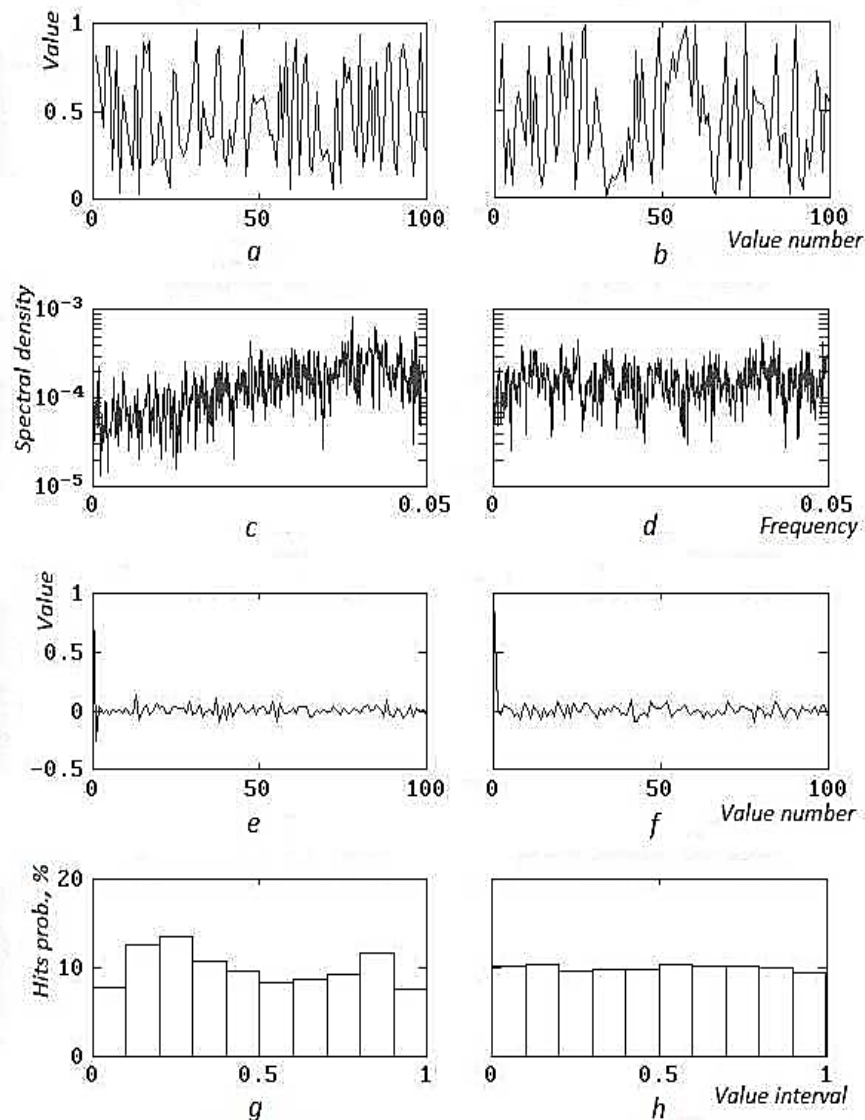 Value
1
0.5
0
0 50 100
0 50 100
Value number
a b
Spectral density
10⁻³
10⁻⁴
10⁻⁵
0 0.05
0 0.05
Frequency
c d
Value
1
0.5
0
−0.5
0 50 100
0 50 100
Value number
e f
Hits prob., %
20
10
0
0 0.5 1
0 0.5 1
Value interval
g h